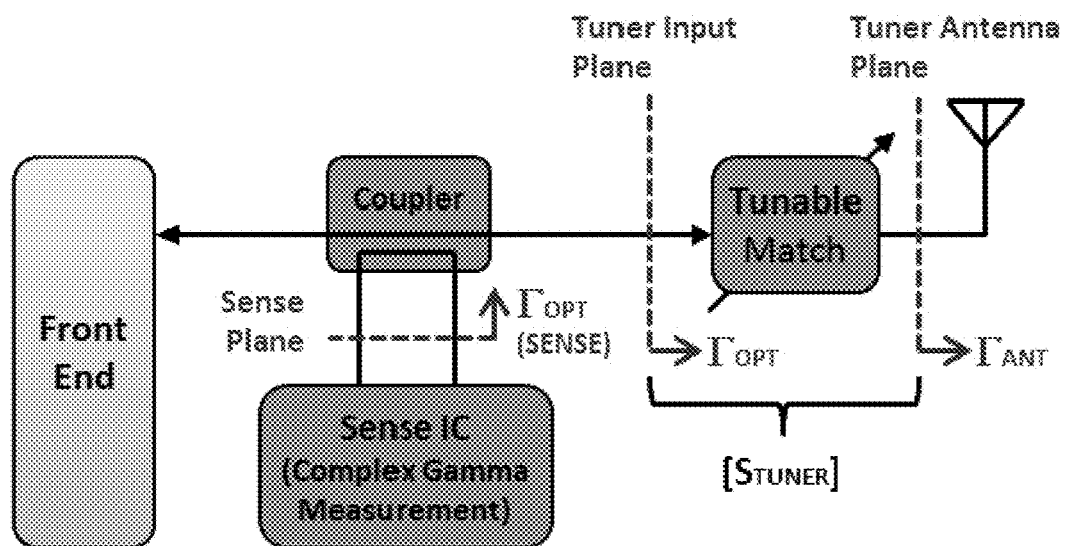 Tuner Input
Plane
Tuner Antenna
Plane
Coupler
Tunable
Match
Sense
Plane
ΓOPT
(SENSE)
Front
End
ΓOPT
ΓANT
Sense IC
(Complex Gamma
Measurement)
[STUNER]